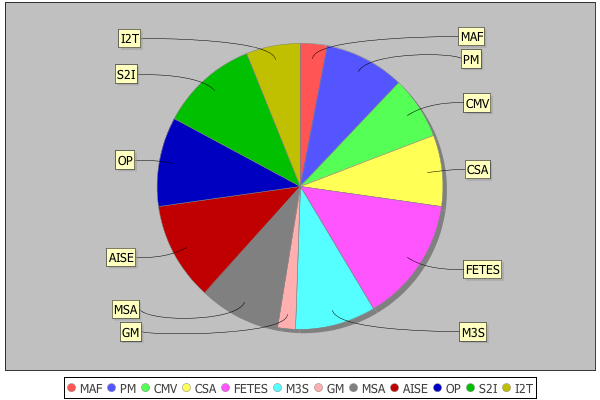 I2T
MAF
PM
S2I
CMV
OP
CSA
AISE
FETES
MSA
GM
M3S
MAF PM CMV CSA FETES M3S GM MSA AISE OP S2I I2T